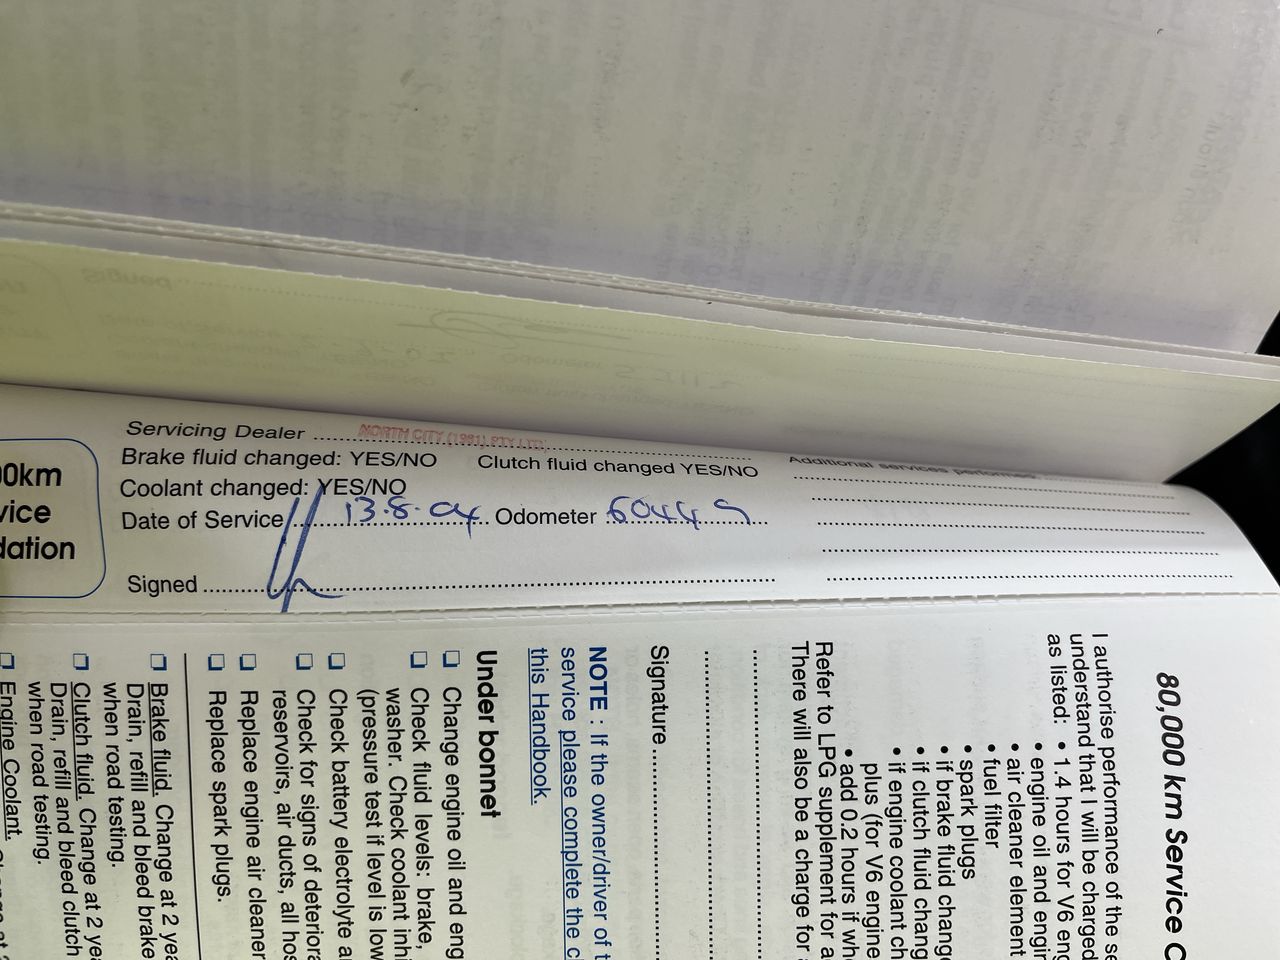 Servicing Dealer NORTH CITY (1981) PTY LTD
Brake fluid changed: YES/NO Clutch fluid changed YES/NO
Coolant changed: YES/NO
Date of Service 13.8.04 Odometer 60449
Signed
Additional services performed
0km
vice
dation
80,000 km Service C
I authorise performance of the se
understand that I will be charged
as listed: • 1.4 hours for V6 eng
• engine oil and engin
• air cleaner element
• fuel filter
• spark plugs
• if brake fluid change
• if clutch fluid chang
• if engine coolant ch
plus (for V6 engine
• add 0.2 hours if whe
Refer to LPG supplement for a
There will also be a charge for
Signature
NOTE : If the owner/driver of t
service please complete the c
this Handbook.
Under bonnet
❑ Change engine oil and eng
❑ Check fluid levels: brake,
washer. Check coolant inhi
(pressure test if level is low
❑ Check battery electrolyte a
❑ Check for signs of deteriora
reservoirs, air ducts, all hos
❑ Replace engine air cleaner
❑ Replace spark plugs.
❑ Brake fluid. Change at 2 yea
Drain, refill and bleed brake
when road testing.
❑ Clutch fluid. Change at 2 yea
Drain, refill and bleed clutch
when road testing.
❑ Engine Coolant.